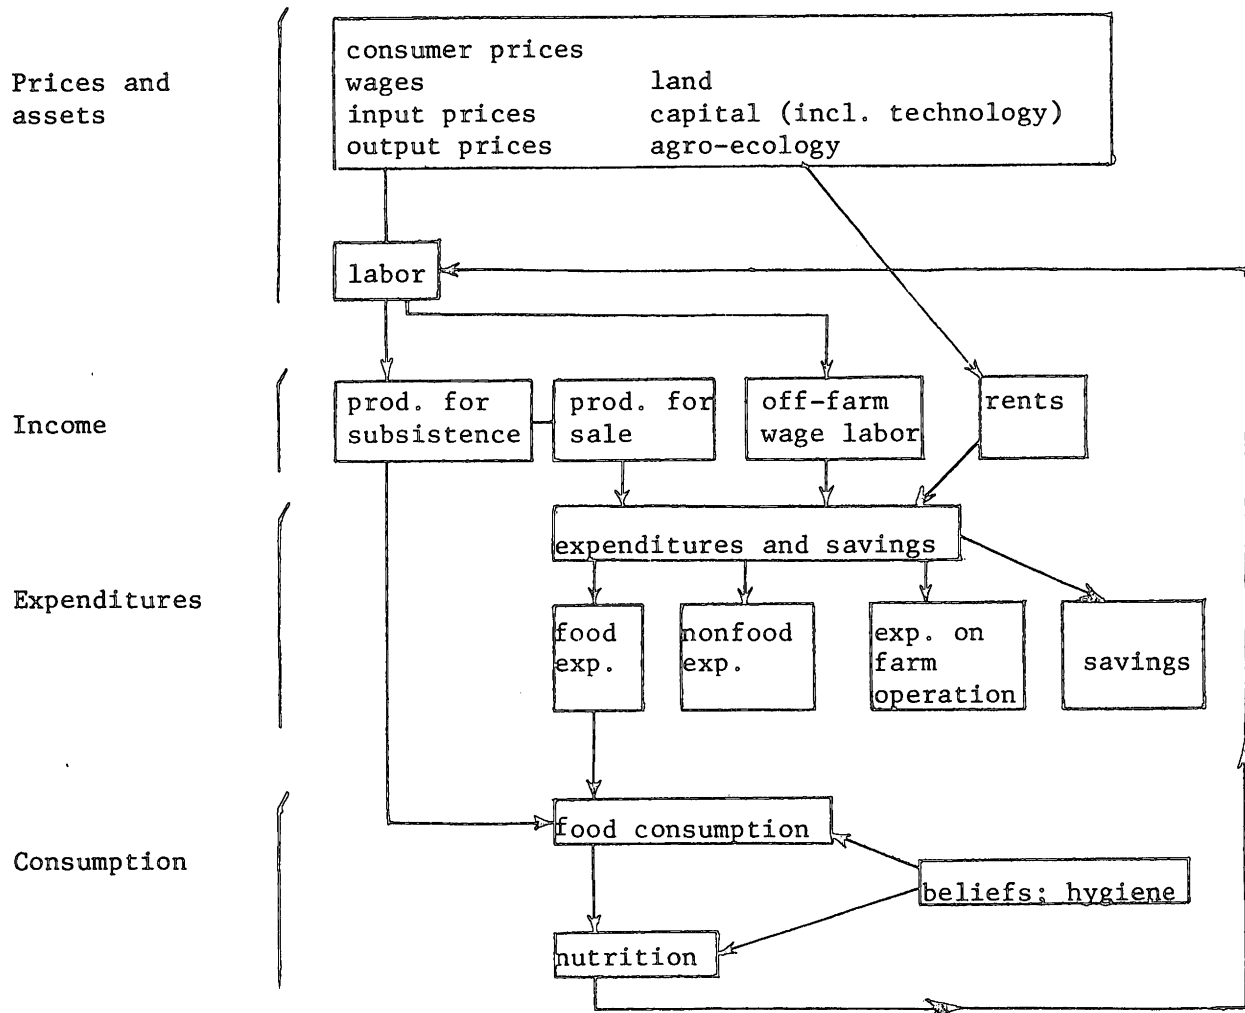 Prices and
assets
consumer prices
wages
input prices
output prices
land
capital (incl. technology)
agro-ecology
labor
Income
prod. for
subsistence
prod. for
sale
off-farm
wage labor
rents
Expenditures
expenditures and savings
food
exp.
nonfood
exp.
exp. on
farm
operation
savings
Consumption
food consumption
beliefs; hygiene
nutrition